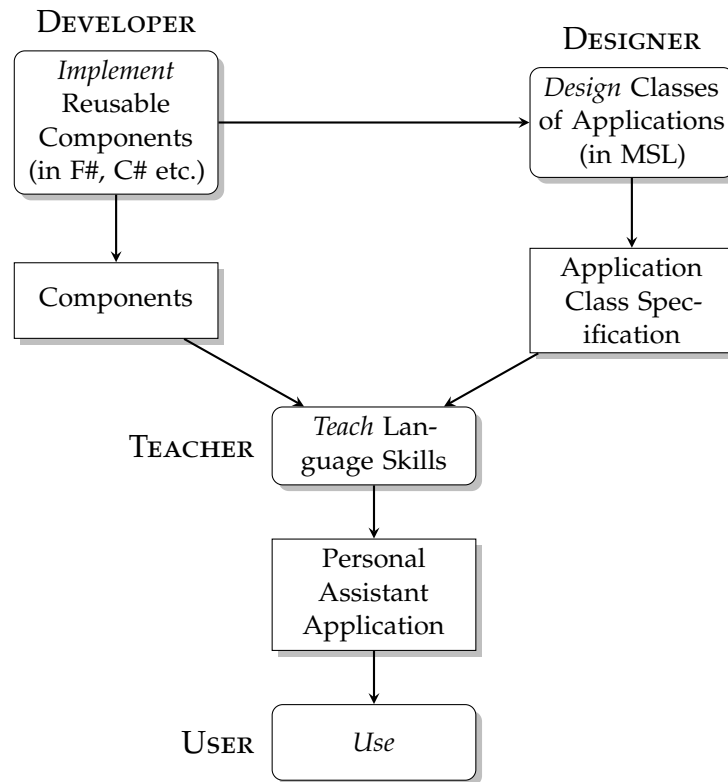 DEVELOPER
Implement
Reusable
Components
(in F#, C# etc.)
DESIGNER
Design Classes
of Applications
(in MSL)
Components
Application
Class Spec-
ification
TEACHER
Teach Lan-
guage Skills
Personal
Assistant
Application
USER
Use